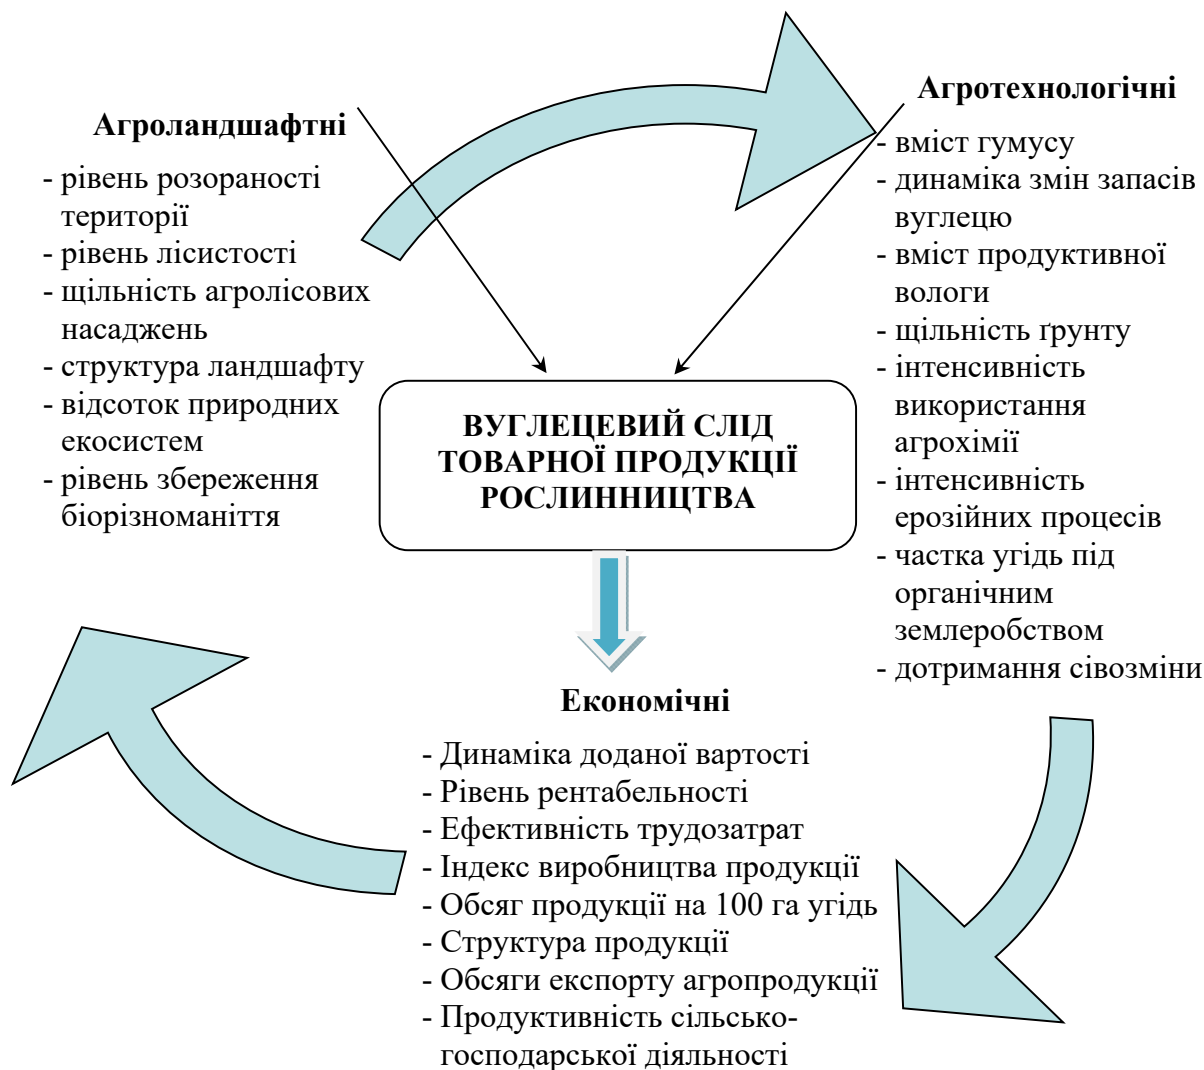 Агроландшафтні
- рівень розораності
території
- рівень лісистості
- щільність агролісових
насаджень
- структура ландшафту
- відсоток природних
екосистем
- рівень збереження
біорізноманіття
Агротехнологічні
- вміст гумусу
- динаміка змін запасів
вуглецю
- вміст продуктивної
вологи
- щільність ґрунту
- інтенсивність
використання
агрохімії
- інтенсивність
ерозійних процесів
- частка угідь під
органічним
землеробством
- дотримання сівозміни
ВУГЛЕЦЕВИЙ СЛІД
ТОВАРНОЇ ПРОДУКЦІЇ
РОСЛИННИЦТВА
Економічні
- Динаміка доданої вартості
- Рівень рентабельності
- Ефективність трудозатрат
- Індекс виробництва продукції
- Обсяг продукції на 100 га угідь
- Структура продукції
- Обсяги експорту агропродукції
- Продуктивність сільсько-
господарської діяльності